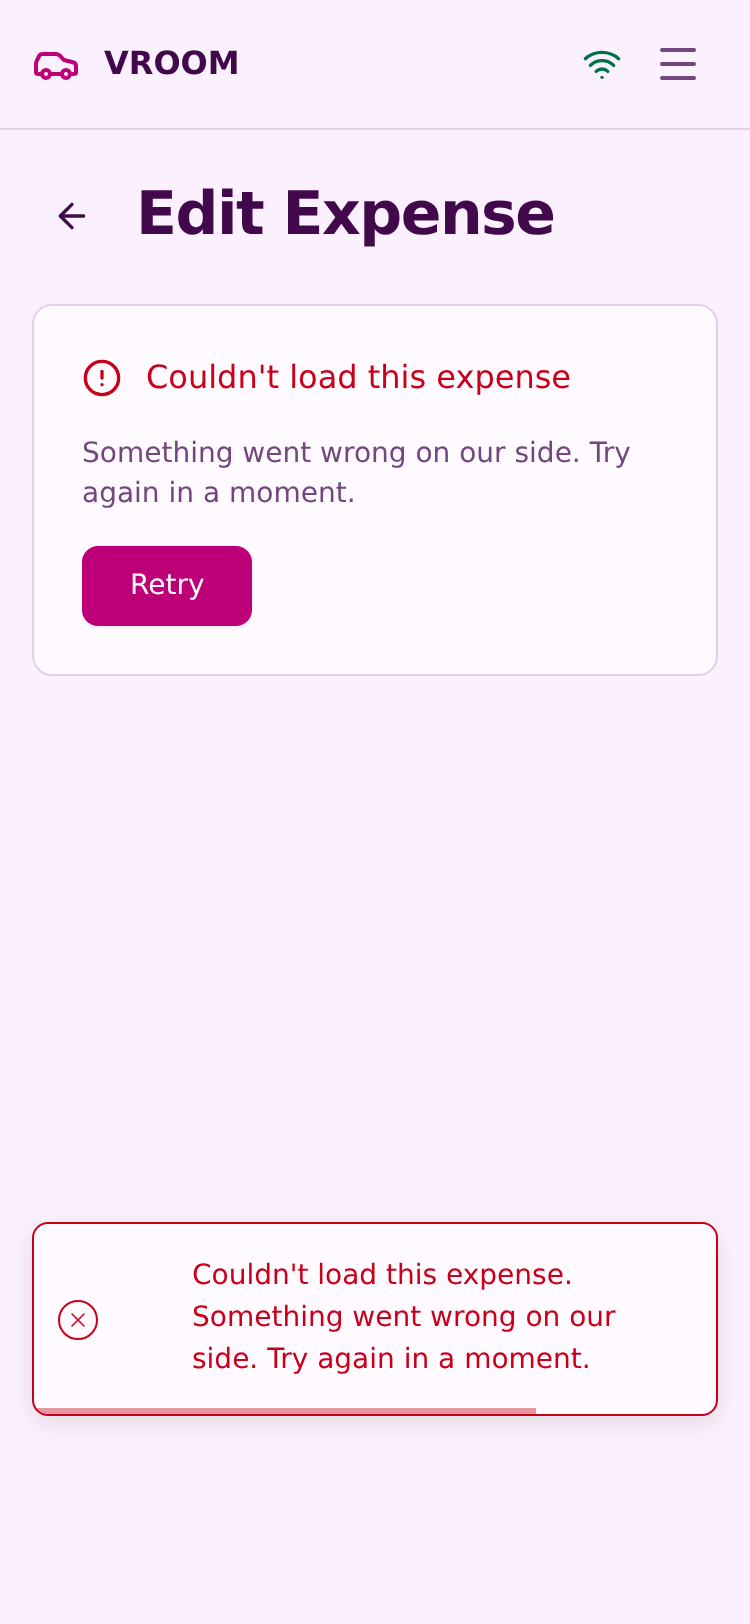 VROOM
Edit Expense
Couldn't load this expense
Something went wrong on our side. Try
again in a moment.
Retry
Couldn't load this expense.
Something went wrong on our
side. Try again in a moment.